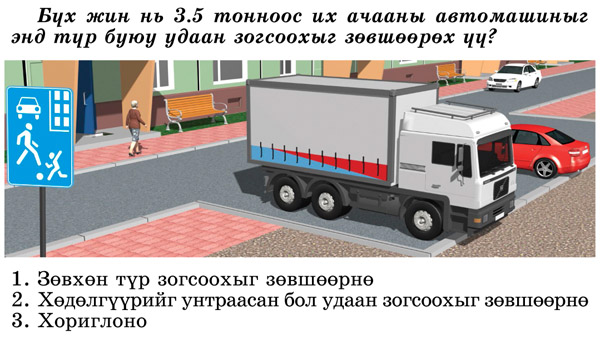 Бүх жин нь 3.5 тонноос их ачааны автомашиныг
энд түр буюу удаан зогсоохыг зөвшөөрөх үү?
1. Зөвхөн түр зогсоохыг зөвшөөрнө
2. Хөдөлгүүрийг унтраасан бол удаан зогсоохыг зөвшөөрнө
3. Хориглоно